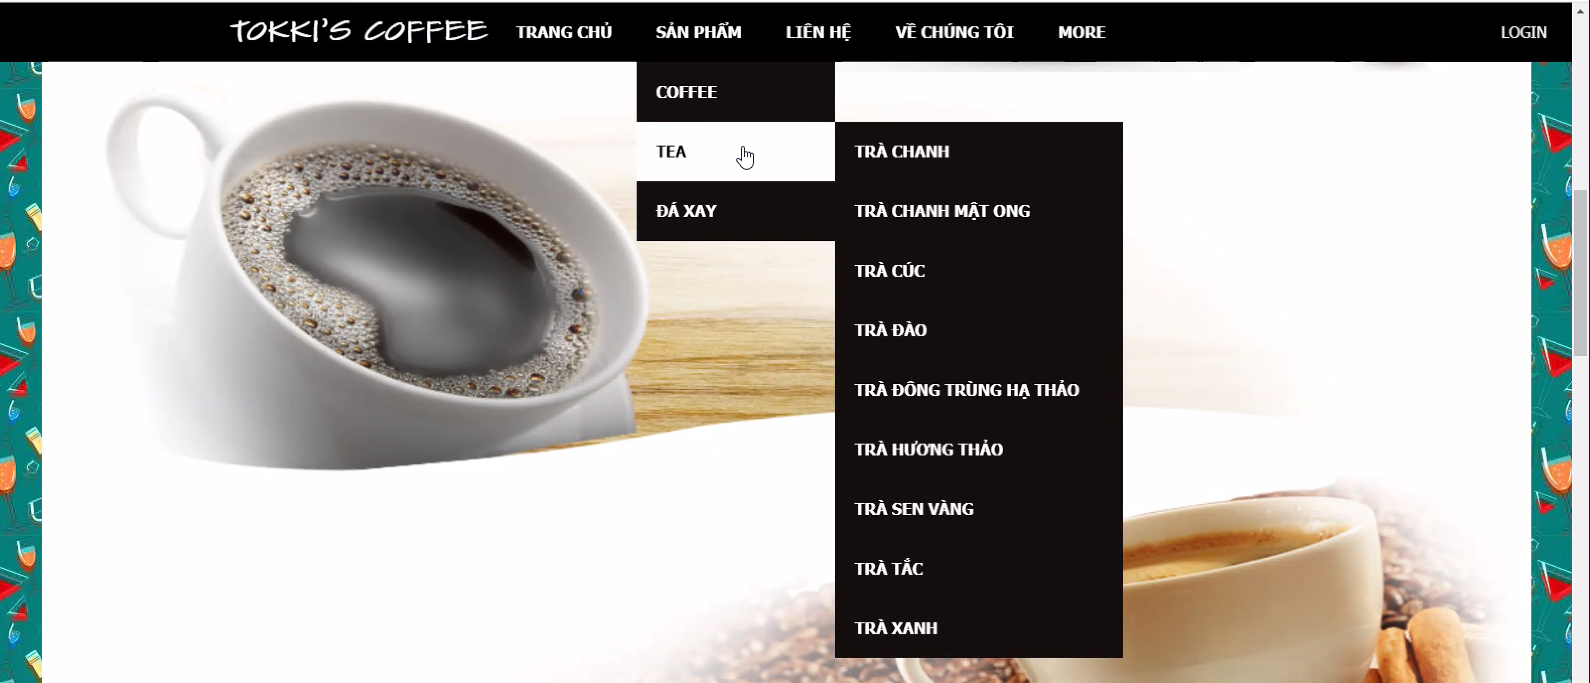 TOKKI'S COFFEE TRANG CHỦ SẢN PHẨM LIÊN HỆ VỀ CHÚNG TÔI MORE LOGIN
COFFEE
TEA
ĐÁ XAY
TRÀ CHANH
TRÀ CHANH MẬT ONG
TRÀ CÚC
TRÀ ĐÀO
TRÀ ĐÔNG TRÙNG HẠ THẢO
TRÀ HƯƠNG THẢO
TRÀ SEN VÀNG
TRÀ TẮC
TRÀ XANH